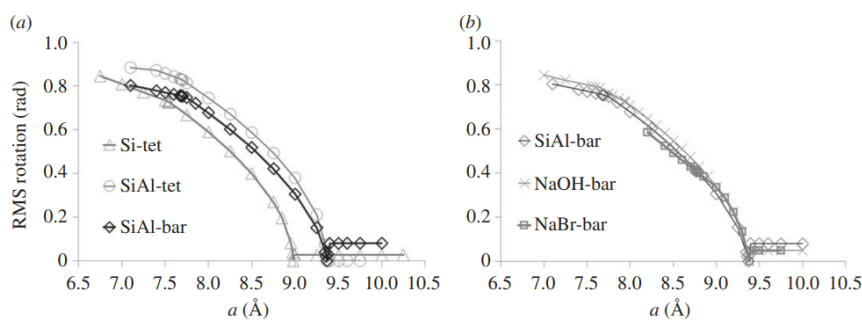 (a)
1.0
0.8
0.6
0.4
0.2
0
RMS rotation (rad)
Si-tet
SiAl-tet
SiAl-bar
6.5 7.0 7.5 8.0 8.5 9.0 9.5 10.0 10.5
a (Å)
(b)
1.0
0.8
0.6
0.4
0.2
0
SiAl-bar
NaOH-bar
NaBr-bar
6.5 7.0 7.5 8.0 8.5 9.0 9.5 10.0 10.5
a (Å)